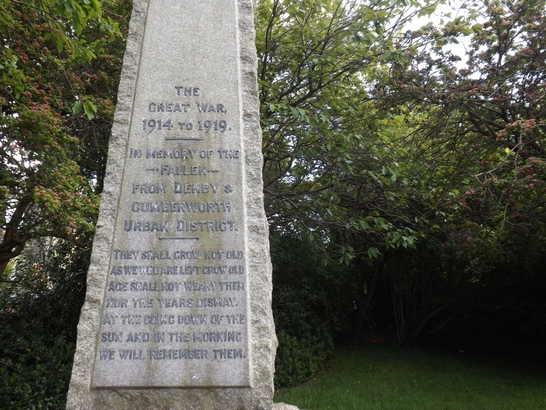 THE
GREAT WAR,
1914 TO 1919.
IN MEMORY OF THE
FALLEN
FROM DENBY &
CUMBERWORTH
URBAN DISTRICT.
THEY SHALL GROW NOT OLD
AS WE WHO ARE LEFT GROW OLD
AGE SHALL NOT WEARY THEM
NOR THE YEARS DISMAY.
AT THE GOING DOWN OF THE
SUN AND IN THE MORNING
WE WILL REMEMBER THEM.